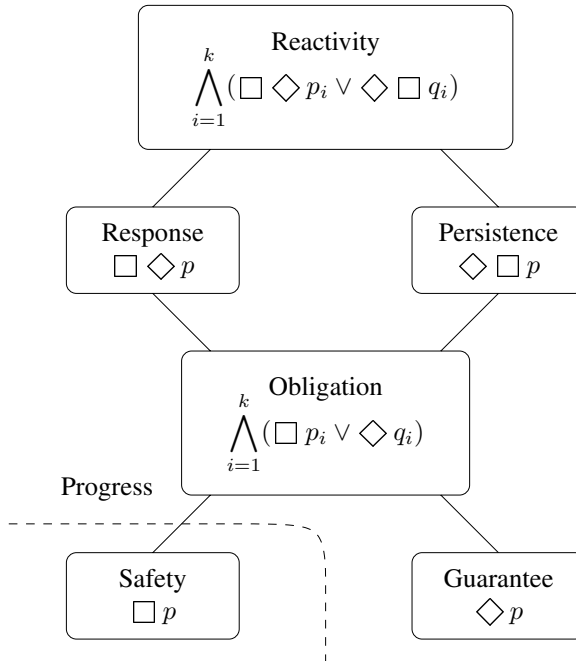 Reactivity
k
⋀(□ ◇ pᵢ ∨ ◇ □ qᵢ)
i=1
Response
□ ◇ p
Persistence
◇ □ p
Obligation
k
⋀(□ pᵢ ∨ ◇ qᵢ)
i=1
Progress
Safety
□ p
Guarantee
◇ p